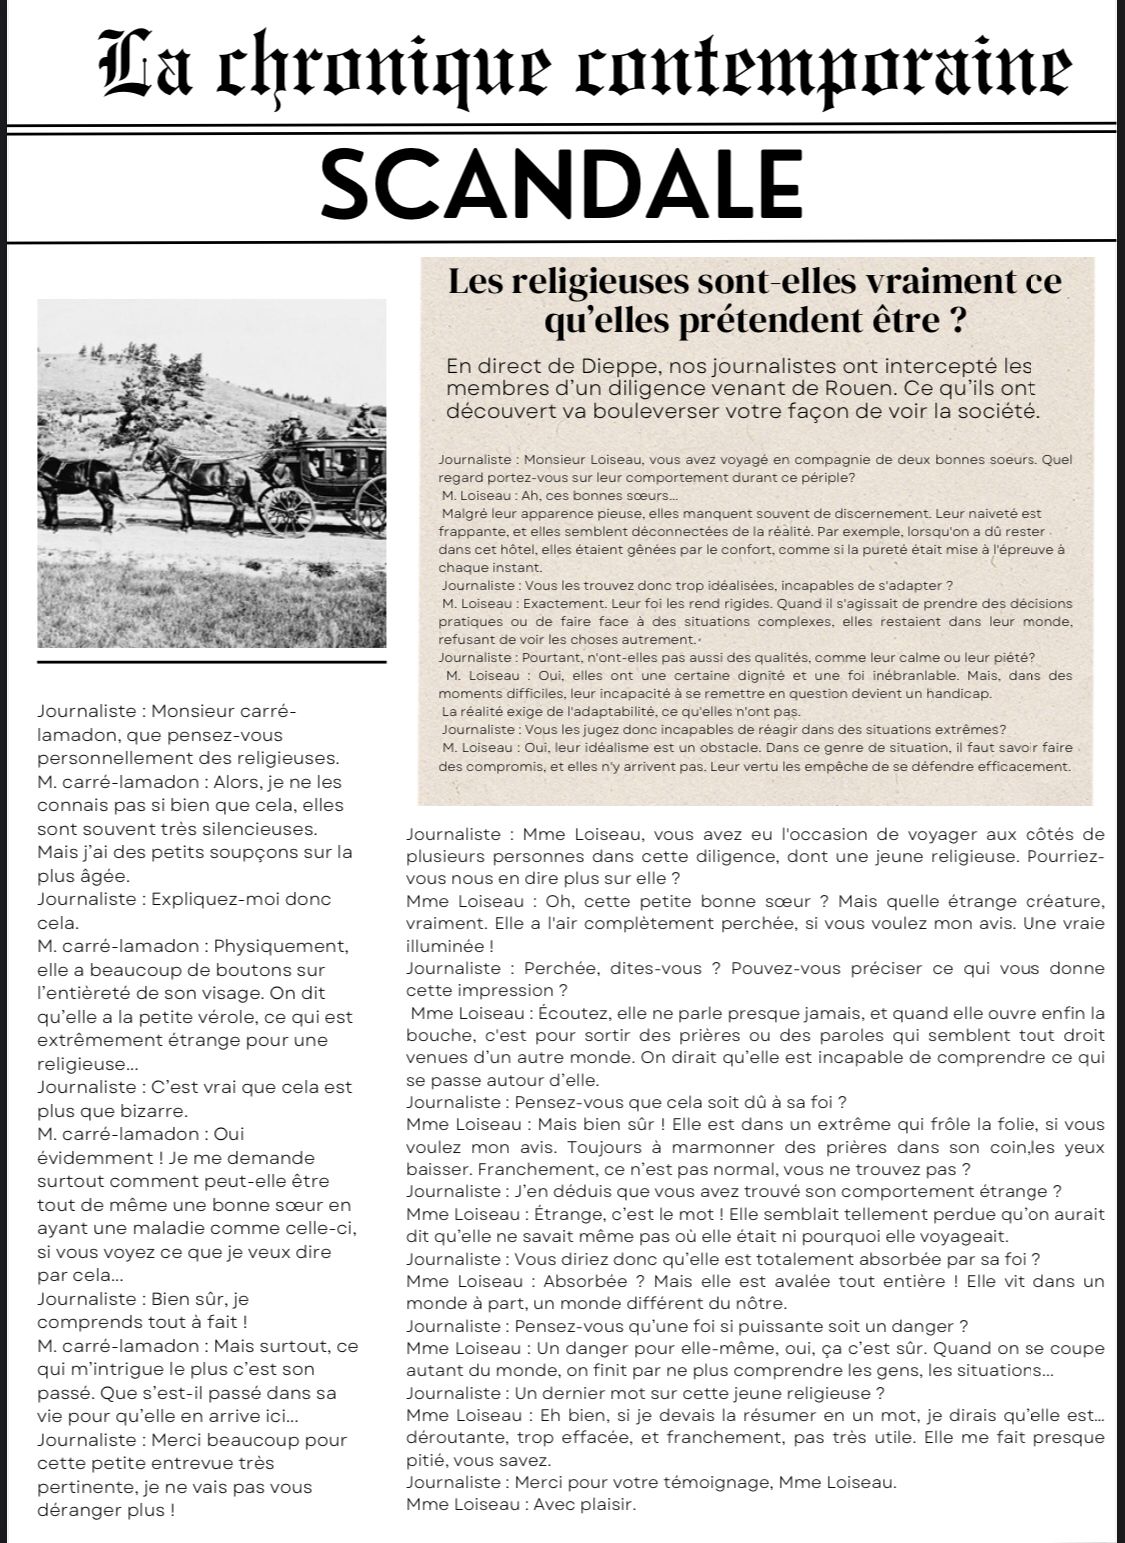 La chronique contemporaine
SCANDALE
Les religieuses sont-elles vraiment ce
qu'elles prétendent être ?
En direct de Dieppe, nos journalistes ont intercepté les
membres d'un diligence venant de Rouen. Ce qu'ils ont
découvert va bouleverser votre façon de voir la société.
Journaliste : Monsieur Loiseau, vous avez voyagé en compagnie de deux bonnes soeurs. Quel
regard portez-vous sur leur comportement durant ce périple?
M. Loiseau : Ah, ces bonnes sœurs...
Malgré leur apparence pieuse, elles manquent souvent de discernement. Leur naiveté est
frappante, et elles semblent déconnectées de la réalité. Par exemple, lorsqu'on a dû rester
dans cet hôtel, elles étaient gênées par le confort, comme si la pureté était mise à l'épreuve à
chaque instant.
Journaliste : Vous les trouvez donc trop idéalisées, incapables de s'adapter ?
M. Loiseau : Exactement. Leur foi les rend rigides. Quand il s'agissait de prendre des décisions
pratiques ou de faire face à des situations complexes, elles restaient dans leur monde,
refusant de voir les choses autrement.
Journaliste : Pourtant, n'ont-elles pas aussi des qualités, comme leur calme ou leur piété?
M. Loiseau : Oui, elles ont une certaine dignité et une foi inébranlable. Mais, dans des
moments difficiles, leur incapacité à se remettre en question devient un handicap.
La réalité exige de l'adaptabilité, ce qu'elles n'ont pas.
Journaliste : Vous les jugez donc incapables de réagir dans des situations extrêmes?
M. Loiseau : Oui, leur idéalisme est un obstacle. Dans ce genre de situation, il faut savoir faire
des compromis, et elles n'y arrivent pas. Leur vertu les empêche de se défendre efficacement.
Journaliste : Monsieur carré-
lamadon, que pensez-vous
personnellement des religieuses.
M. carré-lamadon : Alors, je ne les
connais pas si bien que cela, elles
sont souvent très silencieuses.
Mais j'ai des petits soupçons sur la
plus âgée.
Journaliste : Expliquez-moi donc
cela.
M. carré-lamadon : Physiquement,
elle a beaucoup de boutons sur
l'entièreté de son visage. On dit
qu'elle a la petite vérole, ce qui est
extrêmement étrange pour une
religieuse...
Journaliste : C'est vrai que cela est
plus que bizarre.
M. carré-lamadon : Oui
évidemment ! Je me demande
surtout comment peut-elle être
tout de même une bonne sœur en
ayant une maladie comme celle-ci,
si vous voyez ce que je veux dire
par cela...
Journaliste : Bien sûr, je
comprends tout à fait !
M. carré-lamadon : Mais surtout, ce
qui m'intrigue le plus c'est son
passé. Que s'est-il passé dans sa
vie pour qu'elle en arrive ici...
Journaliste : Merci beaucoup pour
cette petite entrevue très
pertinente, je ne vais pas vous
déranger plus !
Journaliste : Mme Loiseau, vous avez eu l'occasion de voyager aux côtés de
plusieurs personnes dans cette diligence, dont une jeune religieuse. Pourriez-
vous nous en dire plus sur elle ?
Mme Loiseau : Oh, cette petite bonne sœur ? Mais quelle étrange créature,
vraiment. Elle a l'air complètement perchée, si vous voulez mon avis. Une vraie
illuminée !
Journaliste : Perchée, dites-vous ? Pouvez-vous préciser ce qui vous donne
cette impression ?
Mme Loiseau : Écoutez, elle ne parle presque jamais, et quand elle ouvre enfin la
bouche, c'est pour sortir des prières ou des paroles qui semblent tout droit
venues d'un autre monde. On dirait qu'elle est incapable de comprendre ce qui
se passe autour d'elle.
Journaliste : Pensez-vous que cela soit dû à sa foi ?
Mme Loiseau : Mais bien sûr ! Elle est dans un extrême qui frôle la folie, si vous
voulez mon avis. Toujours à marmonner des prières dans son coin,les yeux
baisser. Franchement, ce n'est pas normal, vous ne trouvez pas ?
Journaliste : J'en déduis que vous avez trouvé son comportement étrange ?
Mme Loiseau : Étrange, c'est le mot ! Elle semblait tellement perdue qu'on aurait
dit qu'elle ne savait même pas où elle était ni pourquoi elle voyageait.
Journaliste : Vous diriez donc qu'elle est totalement absorbée par sa foi ?
Mme Loiseau : Absorbée ? Mais elle est avalée tout entière ! Elle vit dans un
monde à part, un monde différent du nôtre.
Journaliste : Pensez-vous qu'une foi si puissante soit un danger ?
Mme Loiseau : Un danger pour elle-même, oui, ça c'est sûr. Quand on se coupe
autant du monde, on finit par ne plus comprendre les gens, les situations...
Journaliste : Un dernier mot sur cette jeune religieuse ?
Mme Loiseau : Eh bien, si je devais la résumer en un mot, je dirais qu'elle est...
déroutante, trop effacée, et franchement, pas très utile. Elle me fait presque
pitié, vous savez.
Journaliste : Merci pour votre témoignage, Mme Loiseau.
Mme Loiseau : Avec plaisir.